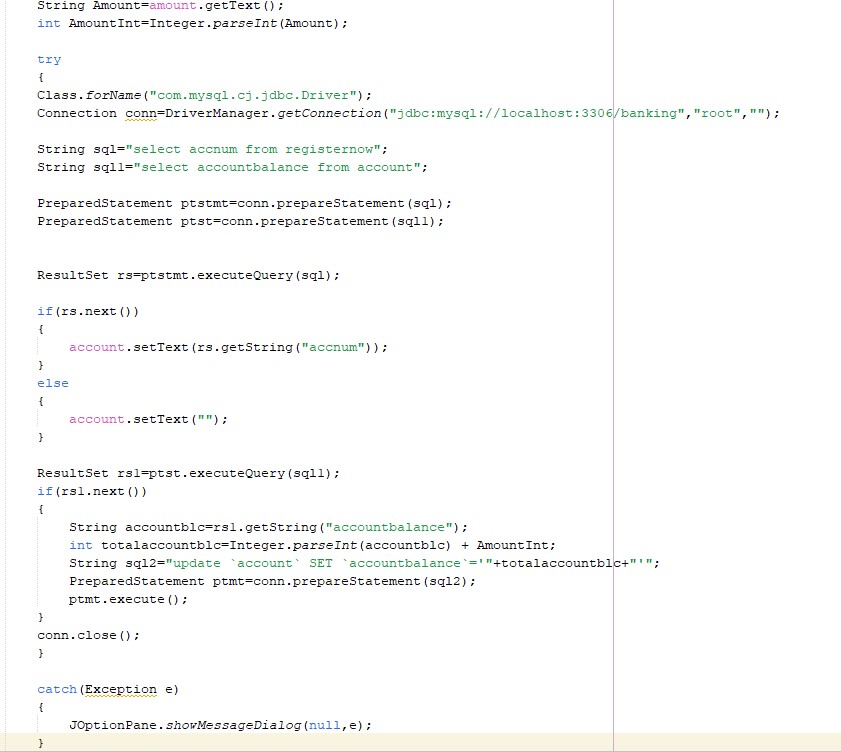 String Amount=amount.getText();
int AmountInt=Integer.parseInt(Amount);
try
{
Class.forName("com.mysql.cj.jdbc.Driver");
Connection conn=DriverManager.getConnection("jdbc:mysql://localhost:3306/banking","root","");
String sql="select accnum from registernow";
String sql1="select accountbalance from account";
PreparedStatement ptstmt=conn.prepareStatement(sql);
PreparedStatement ptst=conn.prepareStatement(sql1);
ResultSet rs=ptstmt.executeQuery(sql);
if(rs.next())
{
account.setText(rs.getString("accnum"));
}
else
{
account.setText("");
}
ResultSet rs1=ptst.executeQuery(sql1);
if(rs1.next())
{
String accountblc=rs1.getString("accountbalance");
int totalaccountblc=Integer.parseInt(accountblc) + AmountInt;
String sql2="update `account` SET `accountbalance`='"+totalaccountblc+"'";
PreparedStatement ptmt=conn.prepareStatement(sql2);
ptmt.execute();
}
conn.close();
}
catch(Exception e)
{
JOptionPane.showMessageDialog(null,e);
}